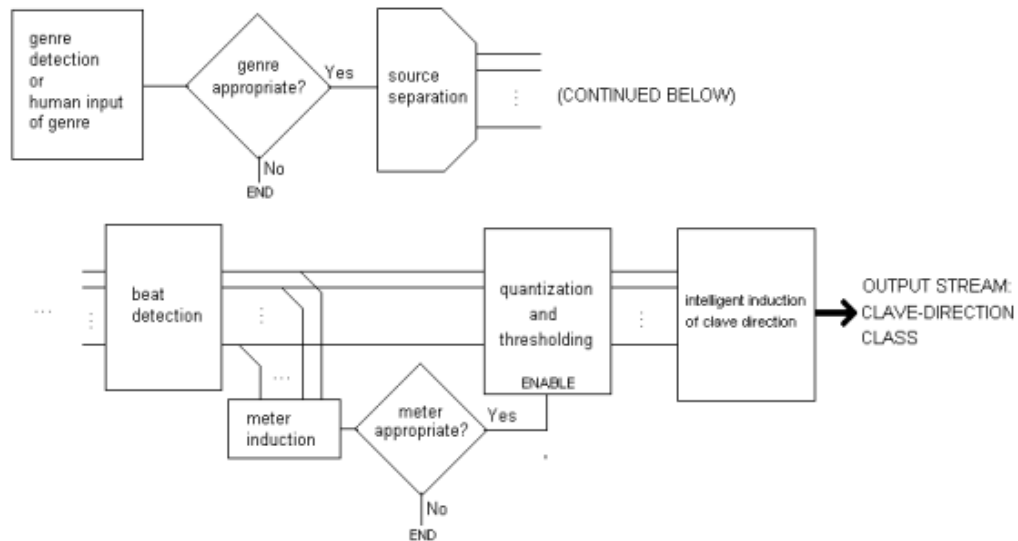 genre
detection
or
human input
of genre
genre
appropriate?
Yes
No
END
source
separation
(CONTINUED BELOW)
...
beat
detection
...
meter
induction
meter
appropriate?
Yes
No
END
quantization
and
thresholding
ENABLE
intelligent induction
of clave direction
OUTPUT STREAM:
CLAVE-DIRECTION
CLASS